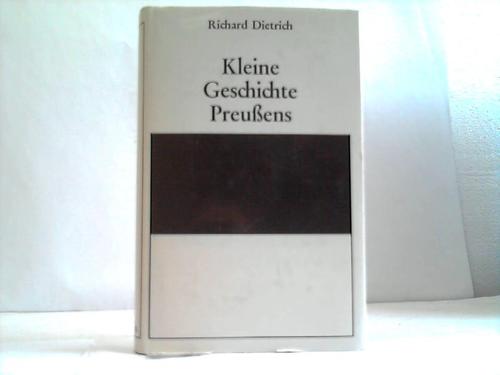 Richard Dietrich
Kleine
Geschichte
Preußens